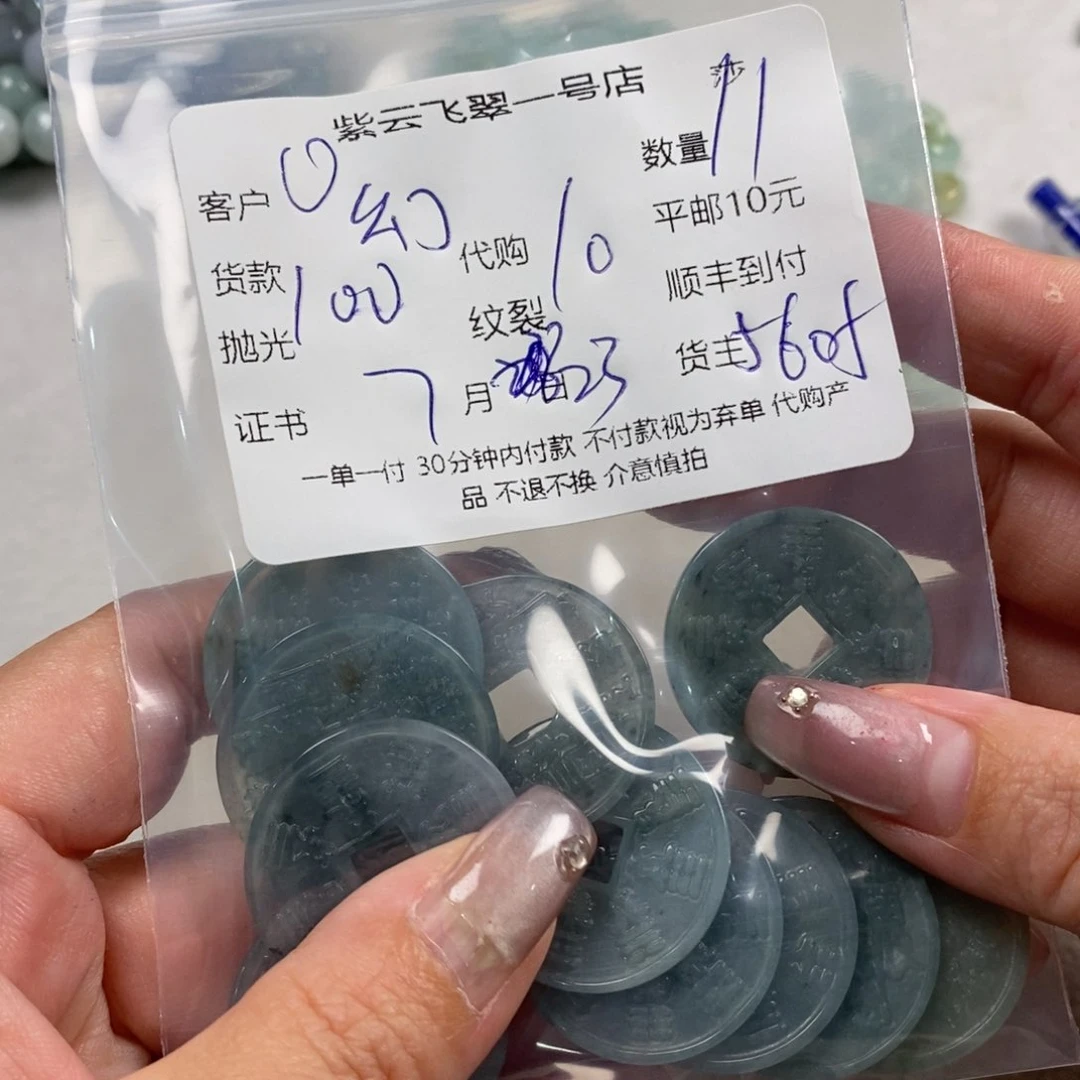 紫云飞翠一号店
客户 幻 数量 11
货款 100 代购 10 平邮10元
抛光 纹裂 顺丰到付
证书 7 月 日 23 货主
一单一付 30分钟内付款 不付款视为弃单 代购产
品 不退不换 介意慎拍